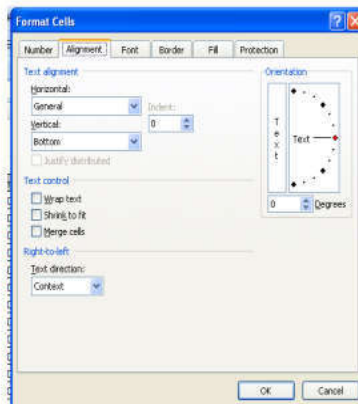 Format Cells
Number Alignment Font Border Fill Protection
Text alignment
Horizontal:
General
Indent:
Vertical:
0
Bottom
Justify distributed
Text control
Wrap text
Shrink to fit
Merge cells
Right-to-left
Text direction:
Context
Orientation
Text
Text
0 Degrees
OK Cancel